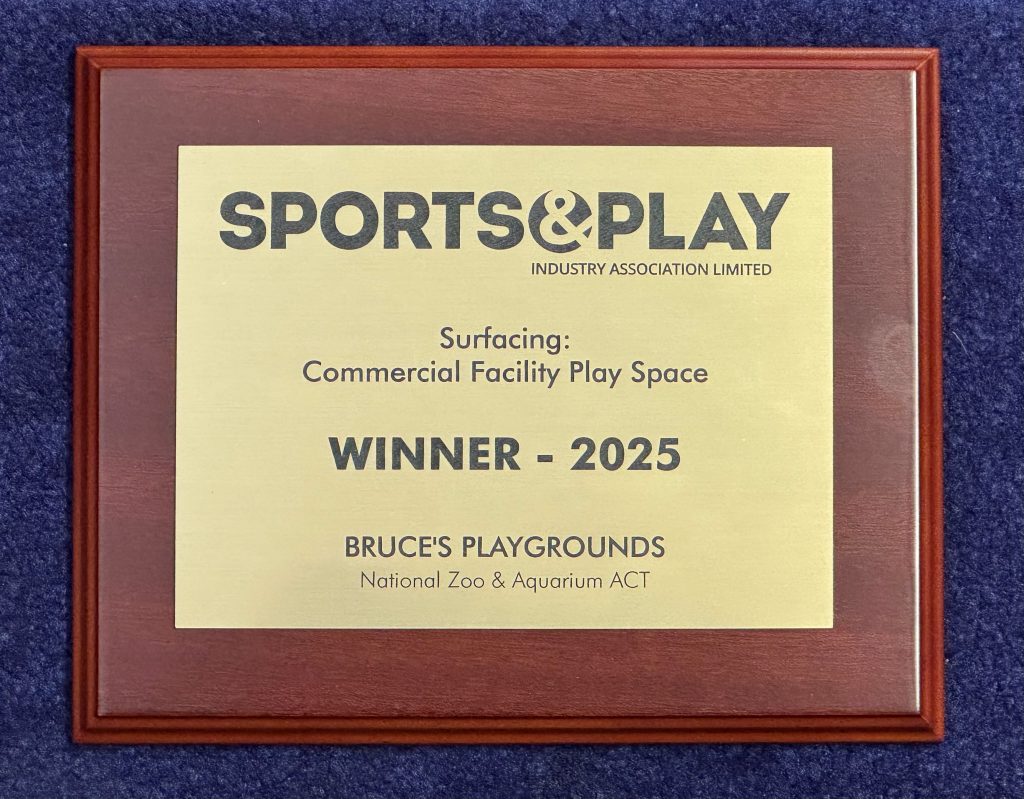 SPORTS&PLAY
INDUSTRY ASSOCIATION LIMITED
Surfacing:
Commercial Facility Play Space
WINNER - 2025
BRUCE'S PLAYGROUNDS
National Zoo & Aquarium ACT